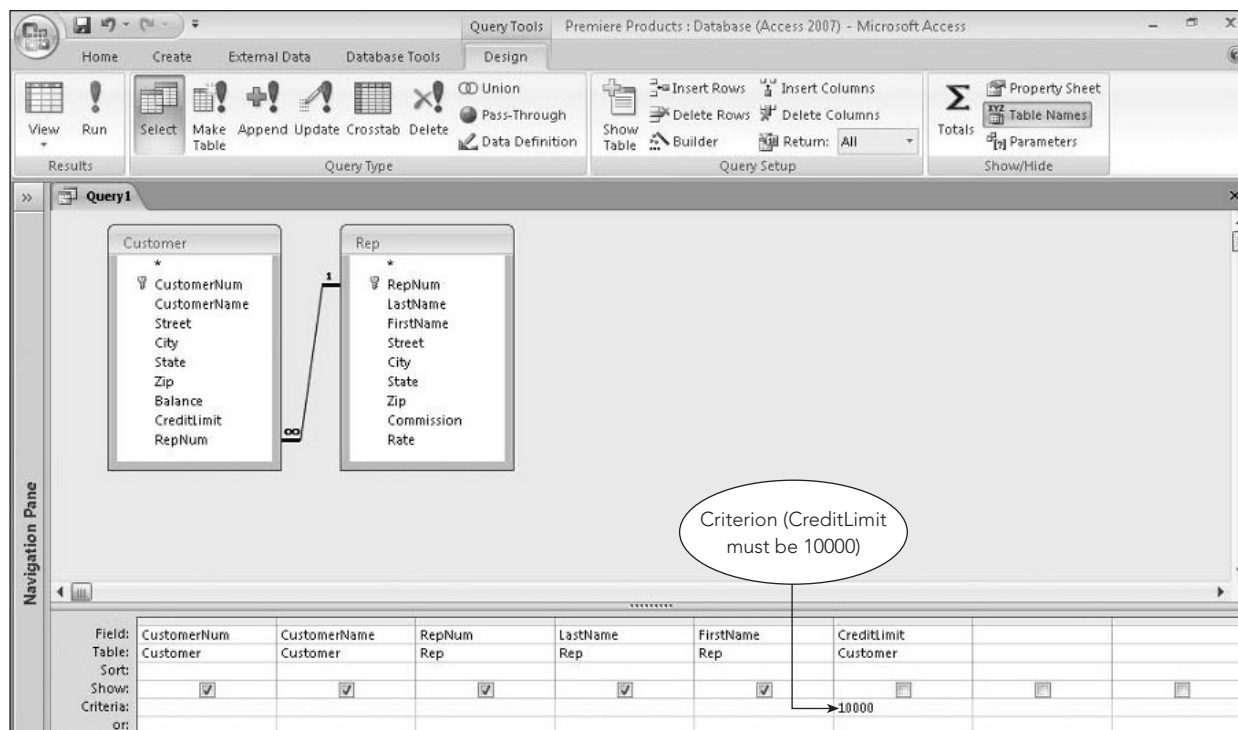 Query Tools
Premiere Products : Database (Access 2007) - Microsoft Access
Home Create External Data Database Tools Design
View
Run
Results
Select
Make Table
Append
Update
Crosstab
Delete
Union
Pass-Through
Data Definition
Query Type
Show Table
Insert Rows
Delete Rows
Builder
Insert Columns
Delete Columns
Return: All
Query Setup
Σ
Totals
Property Sheet
XYZ
Table Names
[?] Parameters
Show/Hide
»
Query1
Navigation Pane
Customer
*
CustomerNum
CustomerName
Street
City
State
Zip
Balance
CreditLimit
RepNum
1
∞
Rep
*
RepNum
LastName
FirstName
Street
City
State
Zip
Commission
Rate
Criterion (CreditLimit
must be 10000)
Field: CustomerNum CustomerName RepNum LastName FirstName CreditLimit
Table: Customer Customer Rep Rep Rep Customer
Sort:
Show:
Criteria: 10000
or: